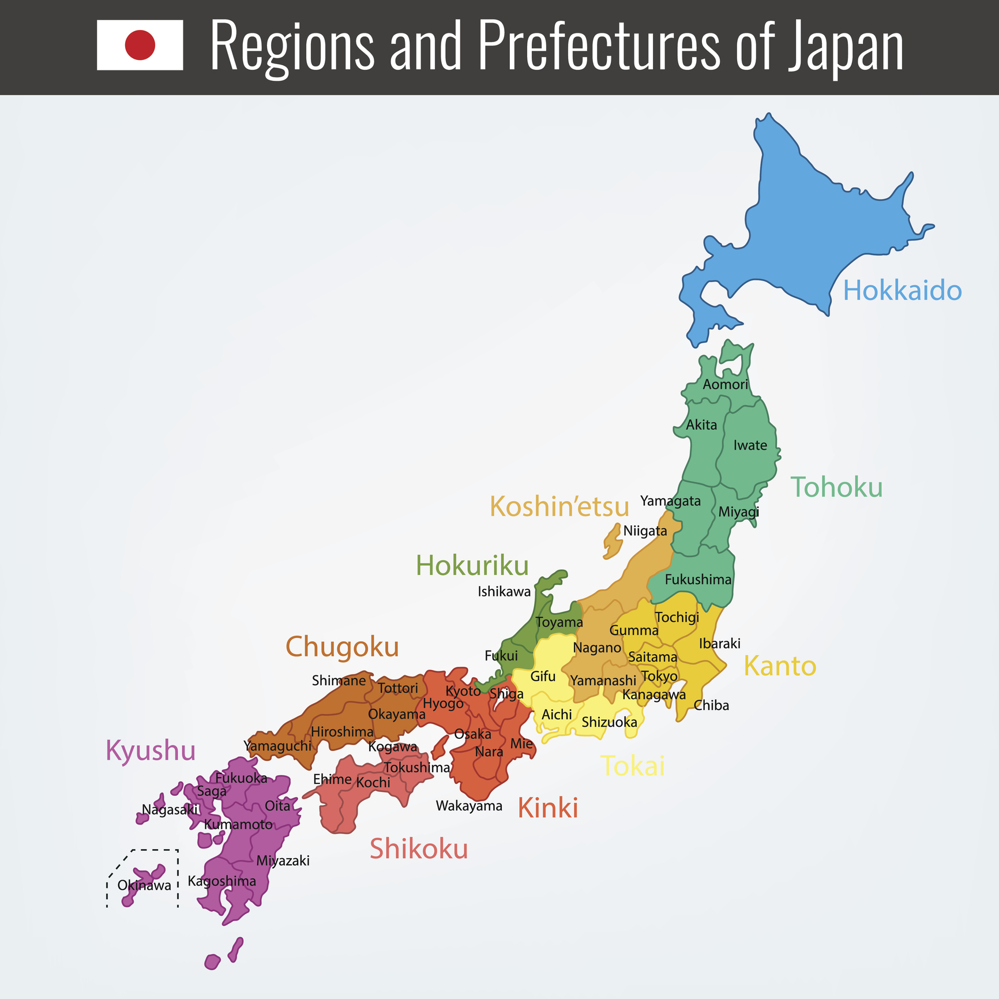 Regions and Prefectures of Japan
Hokkaido
Aomori
Akita
Iwate
Tohoku
Yamagata
Koshin’etsu
Miyagi
Niigata
Hokuriku
Fukushima
Ishikawa
Tochigi
Toyama
Gumma
Ibaraki
Chugoku
Nagano
Fukui
Saitama
Kanto
Gifu
Tokyo
Shimane
Yamanashi
Tottori
Kyoto
Shiga
Kanagawa
Hyogo
Chiba
Okayama
Aichi
Shizuoka
Hiroshima
Osaka
Mie
Yamaguchi
Kogawa
Kyushu
Nara
Tokai
Tokushima
Fukuoka
Ehime
Kochi
Saga
Oita
Wakayama
Kinki
Nagasaki
Kumamoto
Shikoku
Miyazaki
Kagoshima
Okinawa